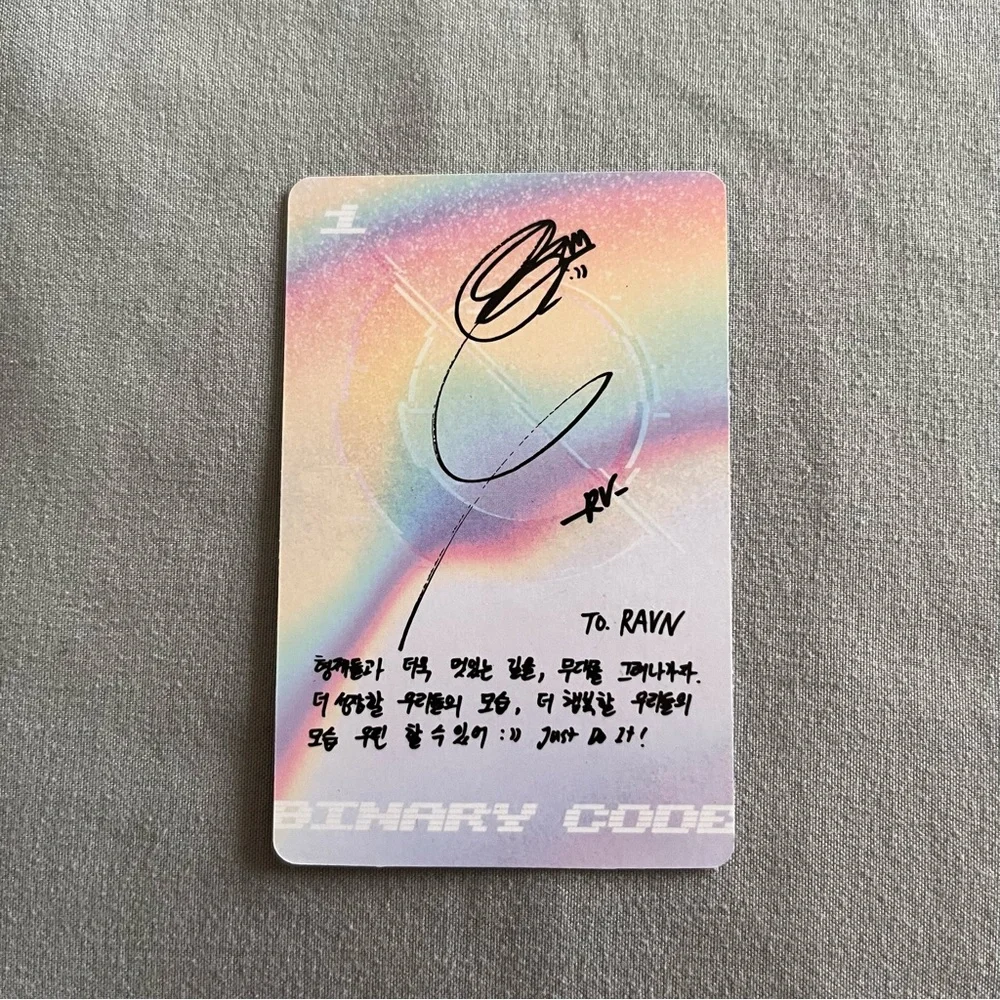 1
:))
-RV-
To. RAVN
형제들과 더욱 멋있는 길을, 무대를 그려나가자.
더 성장할 우리들의 모습, 더 행복할 우리들의
모습 우린 할 수 있어 :)) Just Do It!
BINARY CODE